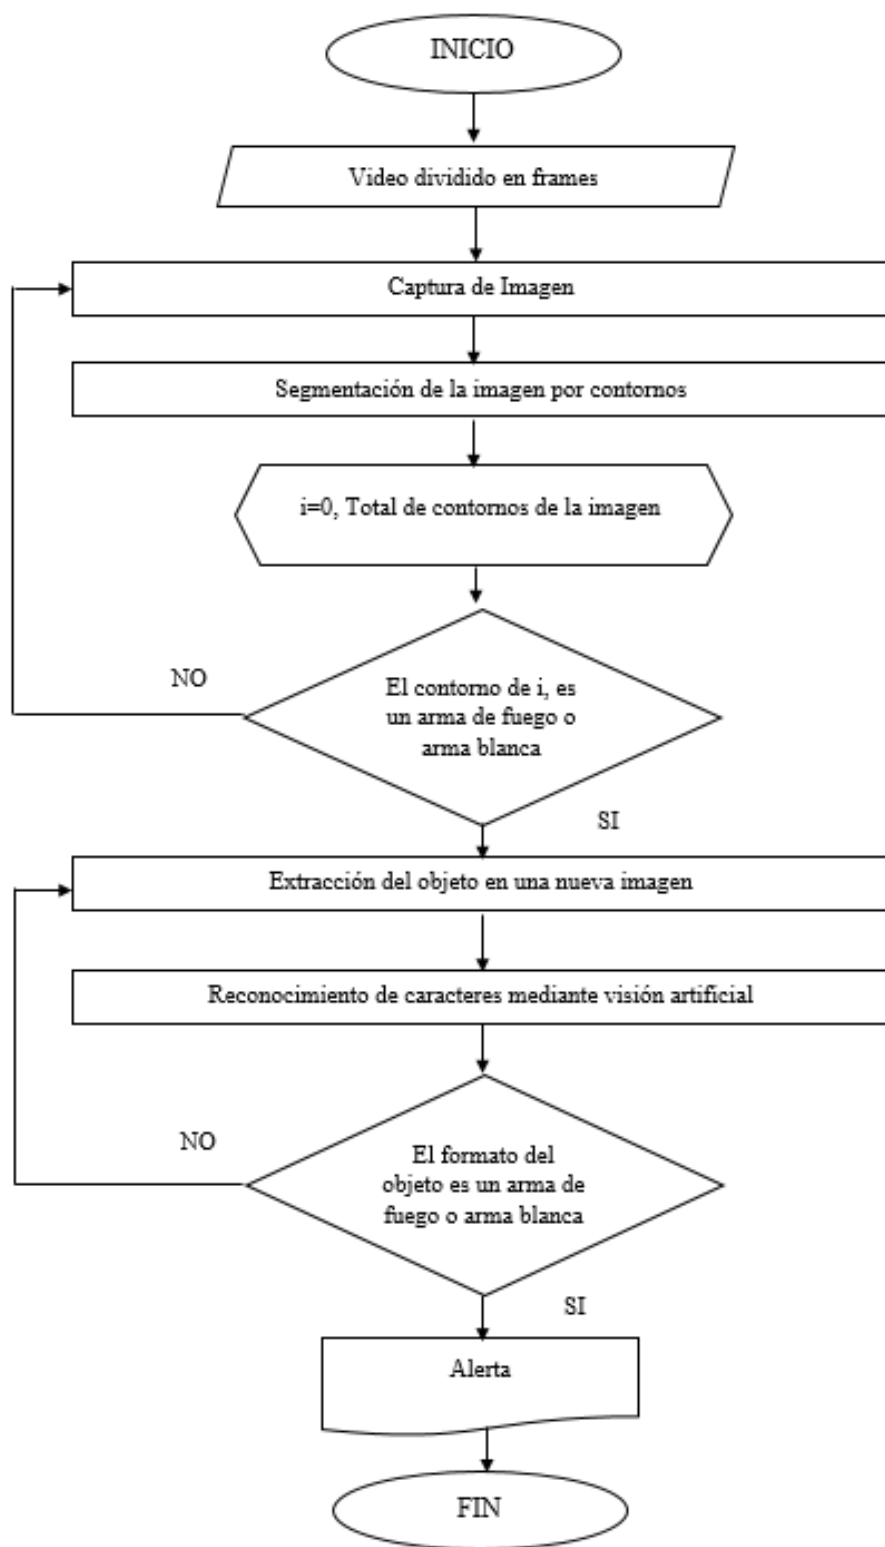 INICIO
Video dividido en frames
Captura de Imagen
Segmentación de la imagen por contornos
i=0, Total de contornos de la imagen
NO
El contorno de i, es
un arma de fuego o
arma blanca
SI
Extracción del objeto en una nueva imagen
Reconocimiento de caracteres mediante visión artificial
NO
El formato del
objeto es un arma de
fuego o arma blanca
SI
Alerta
FIN